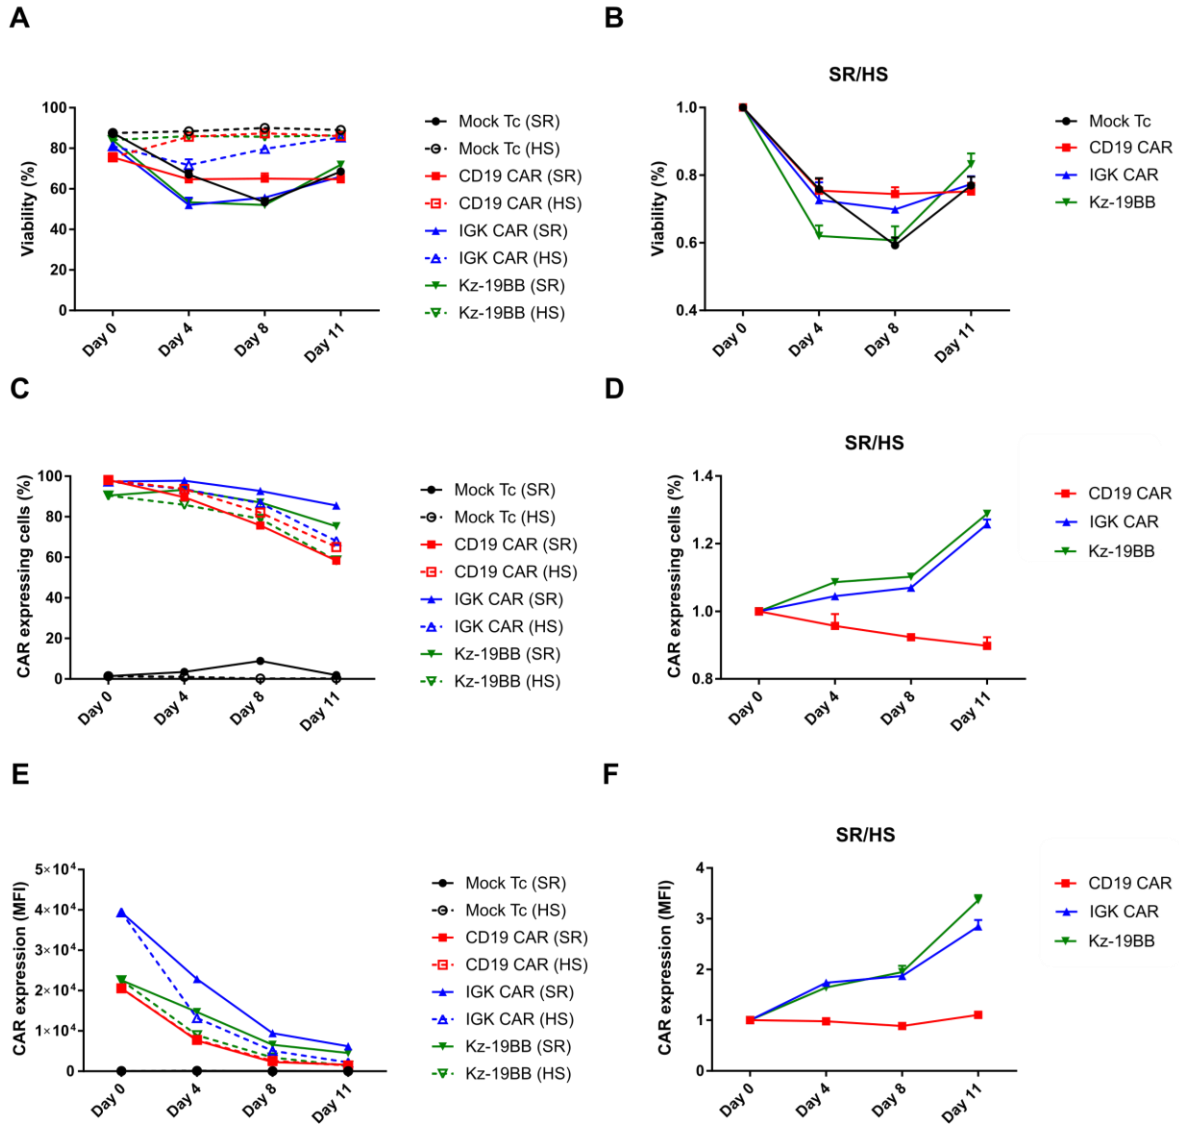 A
Viability (%)
100
80
60
40
20
0
Day 0
Day 4
Day 8
Day 11
Mock Tc (SR)
Mock Tc (HS)
CD19 CAR (SR)
CD19 CAR (HS)
IGK CAR (SR)
IGK CAR (HS)
Kz-19BB (SR)
Kz-19BB (HS)
B
SR/HS
Viability (%)
1.0
0.8
0.6
0.4
Day 0
Day 4
Day 8
Day 11
Mock Tc
CD19 CAR
IGK CAR
Kz-19BB
C
CAR expressing cells (%)
100
80
60
40
20
0
Day 0
Day 4
Day 8
Day 11
Mock Tc (SR)
Mock Tc (HS)
CD19 CAR (SR)
CD19 CAR (HS)
IGK CAR (SR)
IGK CAR (HS)
Kz-19BB (SR)
Kz-19BB (HS)
D
SR/HS
CAR expressing cells (%)
1.4
1.2
1.0
0.8
Day 0
Day 4
Day 8
Day 11
CD19 CAR
IGK CAR
Kz-19BB
E
CAR expression (MFI)
5×10⁴
4×10⁴
3×10⁴
2×10⁴
1×10⁴
0
Day 0
Day 4
Day 8
Day 11
Mock Tc (SR)
Mock Tc (HS)
CD19 CAR (SR)
CD19 CAR (HS)
IGK CAR (SR)
IGK CAR (HS)
Kz-19BB (SR)
Kz-19BB (HS)
F
SR/HS
CAR expression (MFI)
4
3
2
1
0
Day 0
Day 4
Day 8
Day 11
CD19 CAR
IGK CAR
Kz-19BB